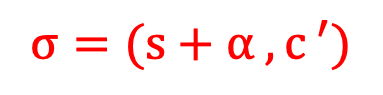 σ = (s + α , c ′)